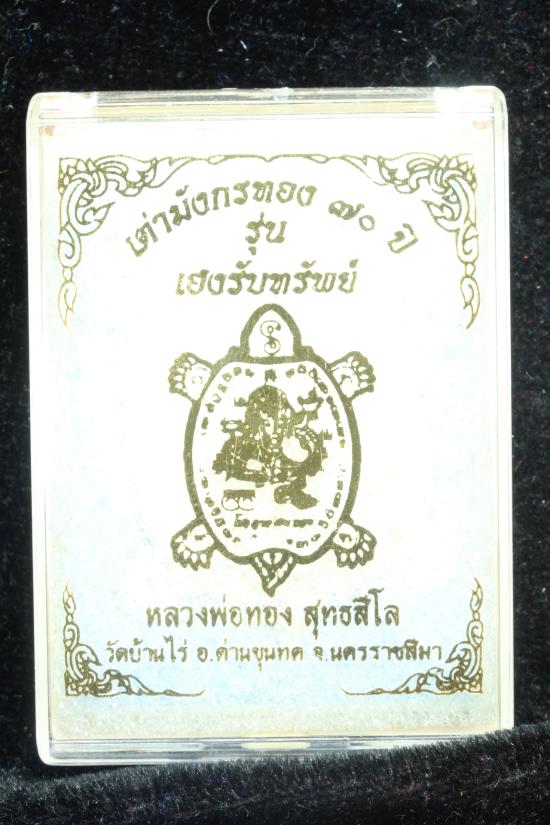 เต่ามังกรทอง ๗๐ ปี
รุ่น
เฮงรับทรัพย์
หลวงพ่อทอง สุทธสีโล
วัดบ้านไร่ อ.ด่านขุนทด จ.นครราชสีมา